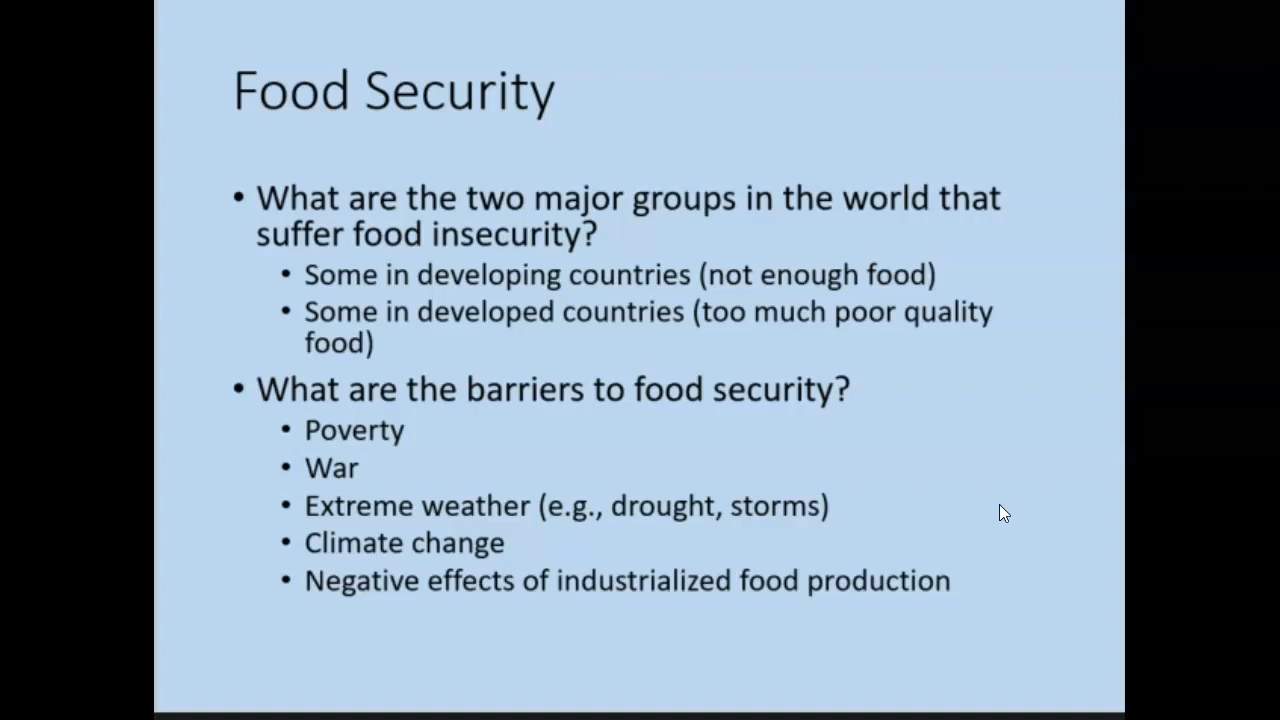 Food Security
• What are the two major groups in the world that
suffer food insecurity?
• Some in developing countries (not enough food)
• Some in developed countries (too much poor quality
food)
• What are the barriers to food security?
• Poverty
• War
• Extreme weather (e.g., drought, storms)
• Climate change
• Negative effects of industrialized food production